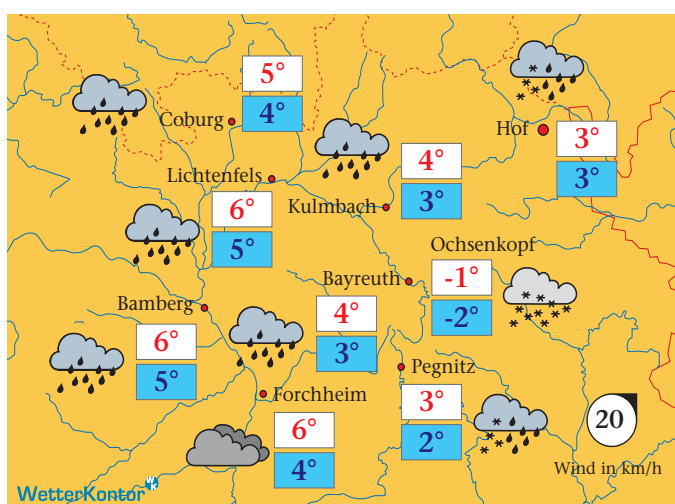 5°
4°
Coburg
Hof
3°
3°
Lichtenfels
4°
3°
Kulmbach
6°
5°
Ochsenkopf
-1°
-2°
Bayreuth
4°
3°
Bamberg
6°
5°
Pegnitz
3°
2°
Forchheim
6°
4°
20
Wind in km/h
WetterKontor